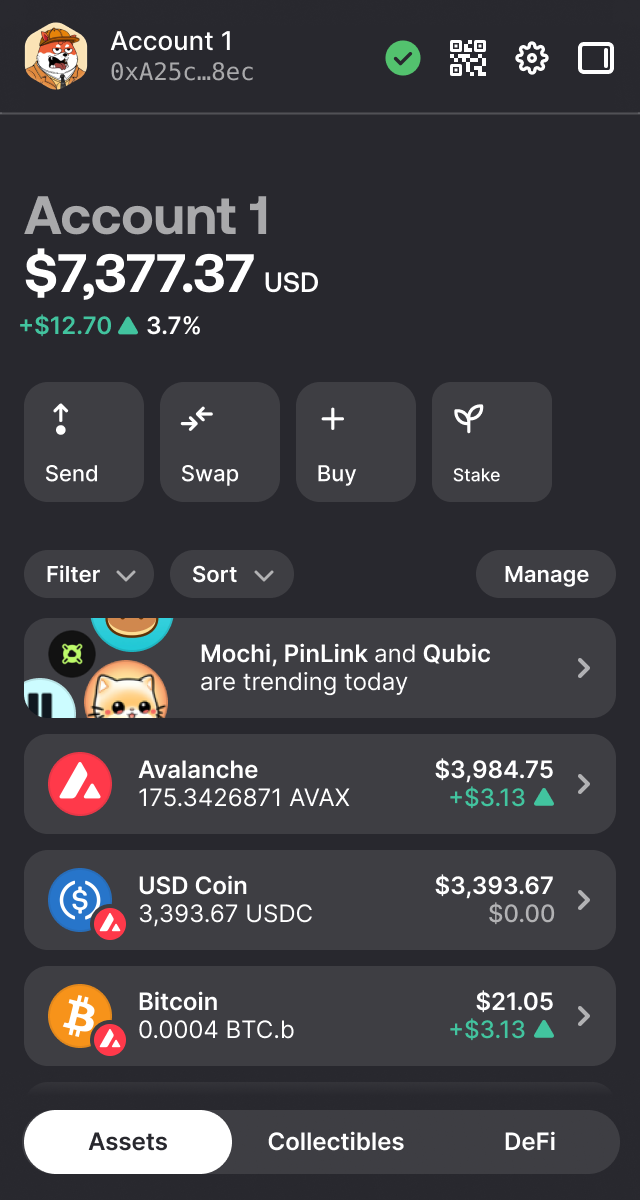 Account 1
0xA25c…8ec
Account 1
$7,377.37 USD
+$12.70 ▲ 3.7%
Send
Swap
Buy
Stake
Filter
Sort
Manage
Mochi, PinLink and Qubic
are trending today
Avalanche
$3,984.75
175.3426871 AVAX
+$3.13 ▲
USD Coin
$3,393.67
3,393.67 USDC
$0.00
Bitcoin
$21.05
0.0004 BTC.b
+$3.13 ▲
Assets
Collectibles
DeFi